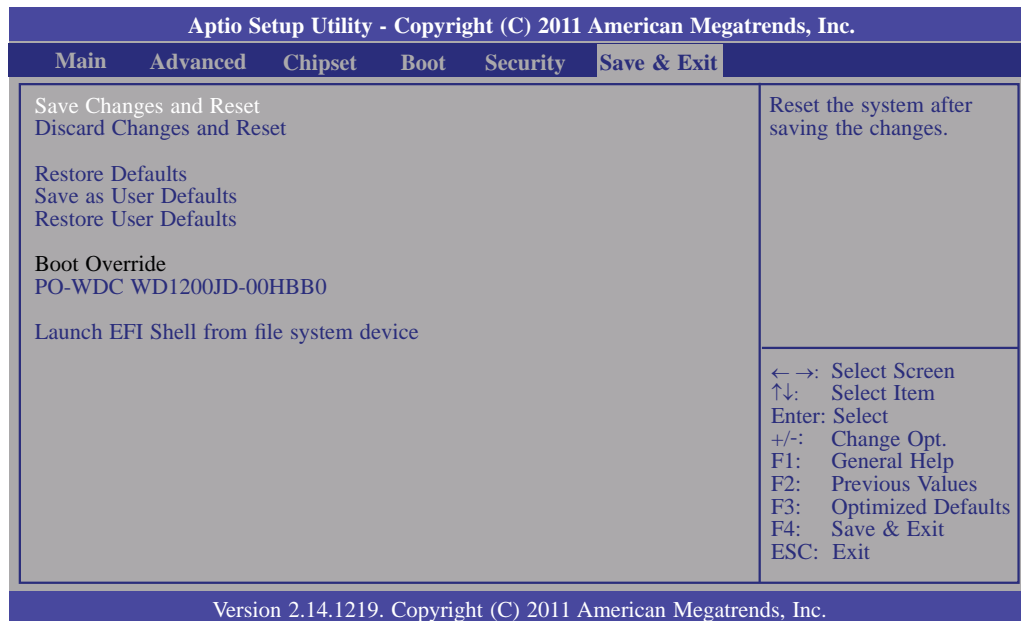 Aptio Setup Utility - Copyright (C) 2011 American Megatrends, Inc.
Main Advanced Chipset Boot Security Save & Exit
Save Changes and Reset
Discard Changes and Reset
Restore Defaults
Save as User Defaults
Restore User Defaults
Boot Override
PO-WDC WD1200JD-00HBB0
Launch EFI Shell from file system device
Reset the system after
saving the changes.
←→: Select Screen
↑↓: Select Item
Enter: Select
+/-: Change Opt.
F1: General Help
F2: Previous Values
F3: Optimized Defaults
F4: Save & Exit
ESC: Exit
Version 2.14.1219. Copyright (C) 2011 American Megatrends, Inc.